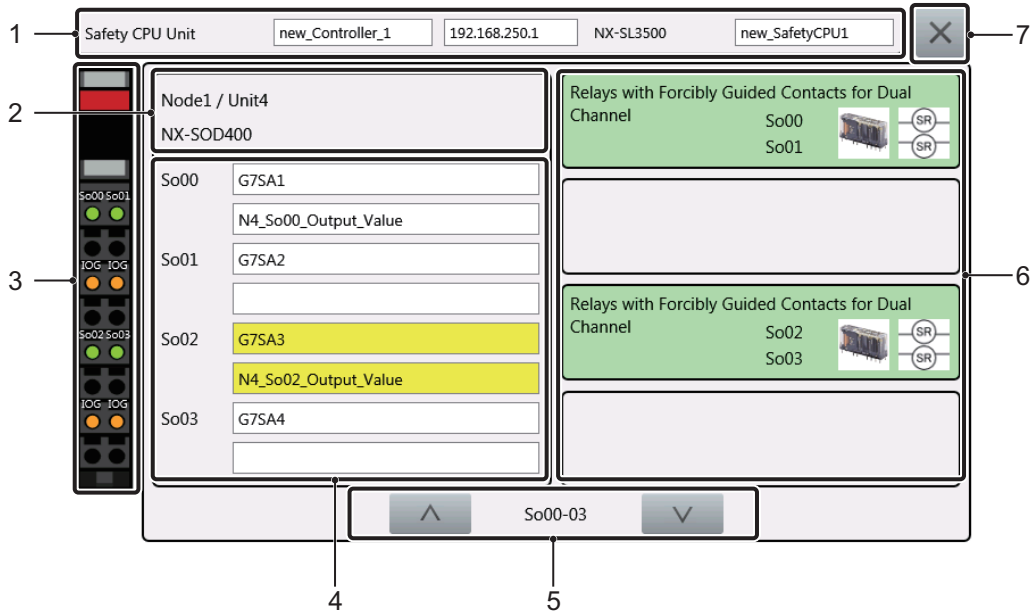 1
Safety CPU Unit new_Controller_1 192.168.250.1 NX-SL3500 new_SafetyCPU1
7
2
Node1 / Unit4
NX-SOD400
3
So00 So01
IOG IOG
So02 So03
IOG IOG
So00 G7SA1
N4_So00_Output_Value
So01 G7SA2
So02 G7SA3
N4_So02_Output_Value
So03 G7SA4
4
Relays with Forcibly Guided Contacts for Dual
Channel
So00 SR
So01 SR
Relays with Forcibly Guided Contacts for Dual
Channel
So02 SR
So03 SR
6
So00-03
5